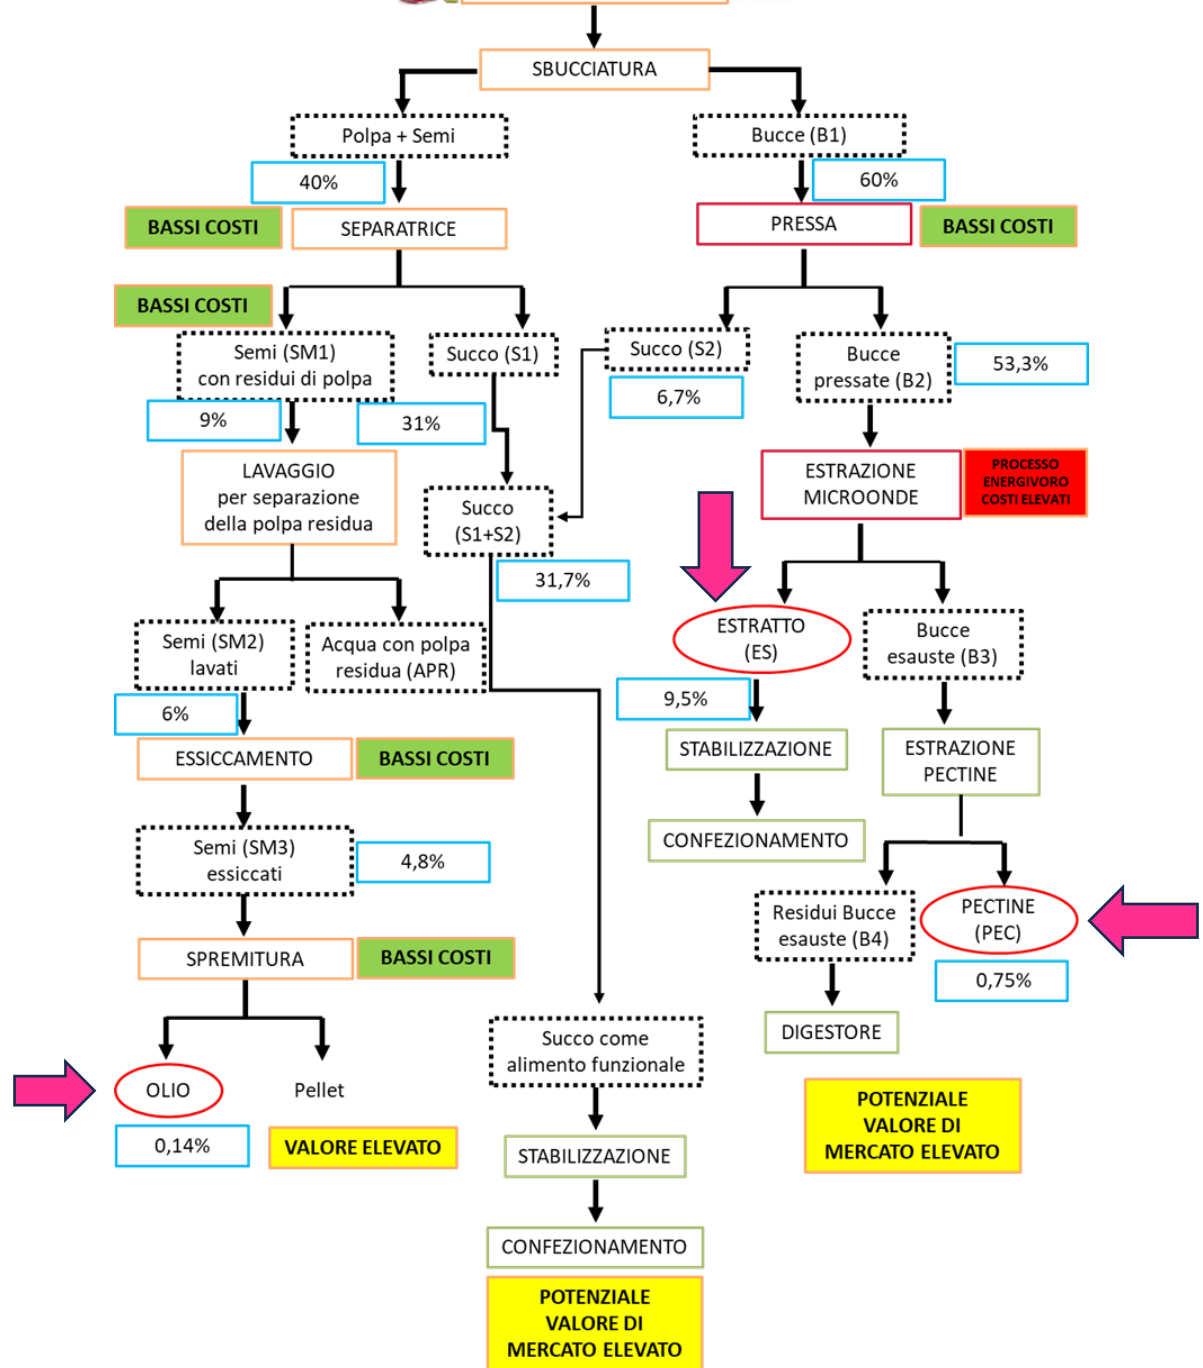 SBUCCIATURA
Polpa + Semi
Bucce (B1)
40%
60%
BASSI COSTI
SEPARATRICE
PRESSA
BASSI COSTI
BASSI COSTI
Semi (SM1)
con residui di polpa
Succo (S1)
Succo (S2)
Bucce
pressate (B2)
53,3%
9%
31%
6,7%
LAVAGGIO
per separazione
della polpa residua
Succo
(S1+S2)
ESTRAZIONE
MICROONDE
PROCESSO
ENERGIVORO
COSTI ELEVATI
31,7%
Semi (SM2)
lavati
Acqua con polpa
residua (APR)
ESTRATTO
(ES)
Bucce
esauste (B3)
6%
9,5%
ESSICCAMENTO
BASSI COSTI
STABILIZZAZIONE
ESTRAZIONE
PECTINE
Semi (SM3)
essiccati
4,8%
CONFEZIONAMENTO
Residui Bucce
esauste (B4)
PECTINE
(PEC)
SPREMITURA
BASSI COSTI
0,75%
DIGESTORE
Succo come
alimento funzionale
OLIO
Pellet
0,14%
VALORE ELEVATO
POTENZIALE
VALORE DI
MERCATO ELEVATO
STABILIZZAZIONE
CONFEZIONAMENTO
POTENZIALE
VALORE DI
MERCATO ELEVATO